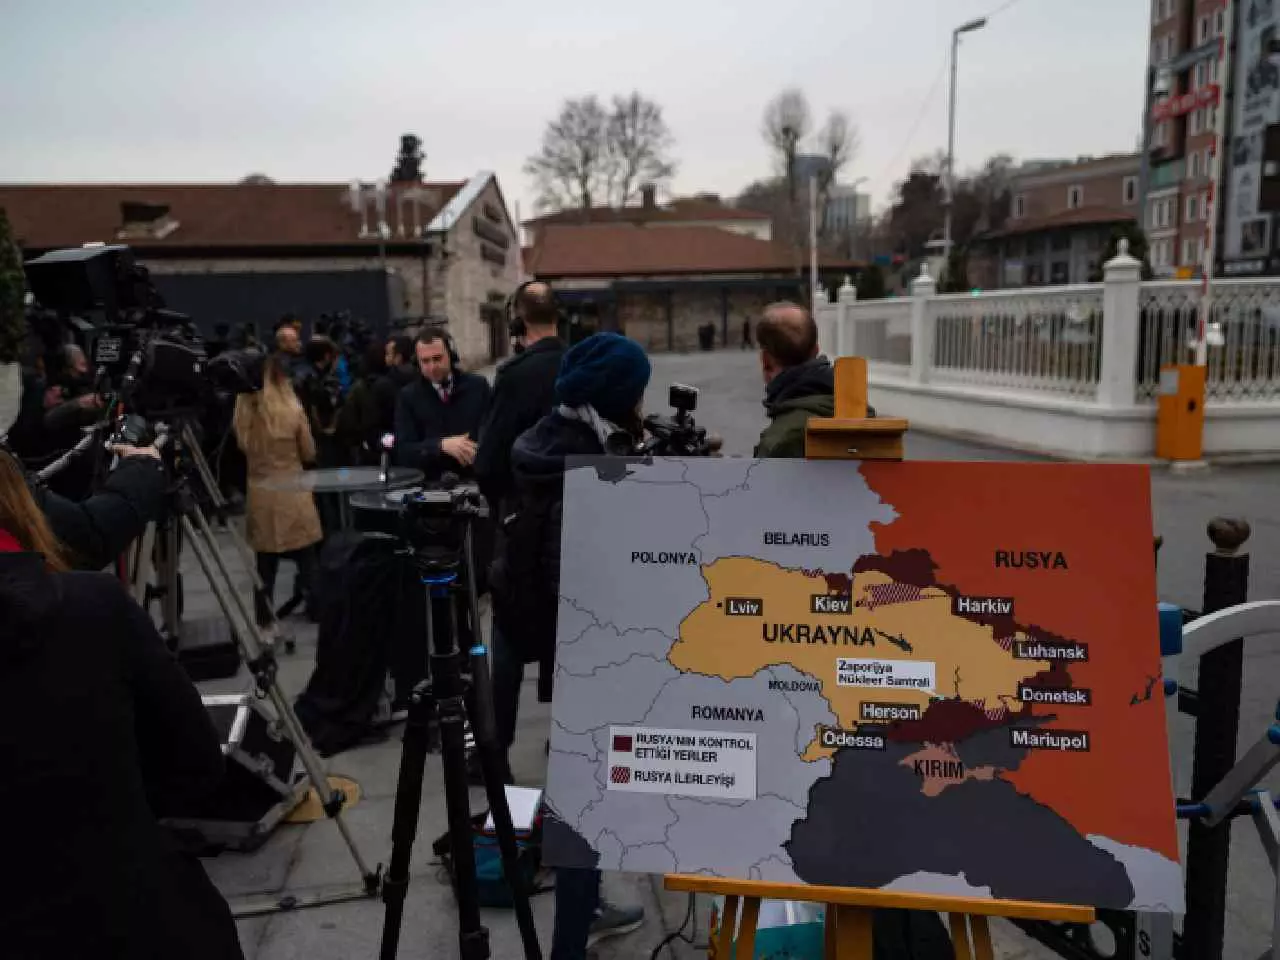 BELARUS
POLONYA
RUSYA
Lviv
Kiev
Harkiv
UKRAYNA
Luhansk
Zaporijya
Nükleer Santrali
MOLDOVA
Donetsk
ROMANYA
Herson
Odessa
Mariupol
KIRIM
RUSYA'NIN KONTROL
ETTİĞİ YERLER
RUSYA İLERLEYİŞİ